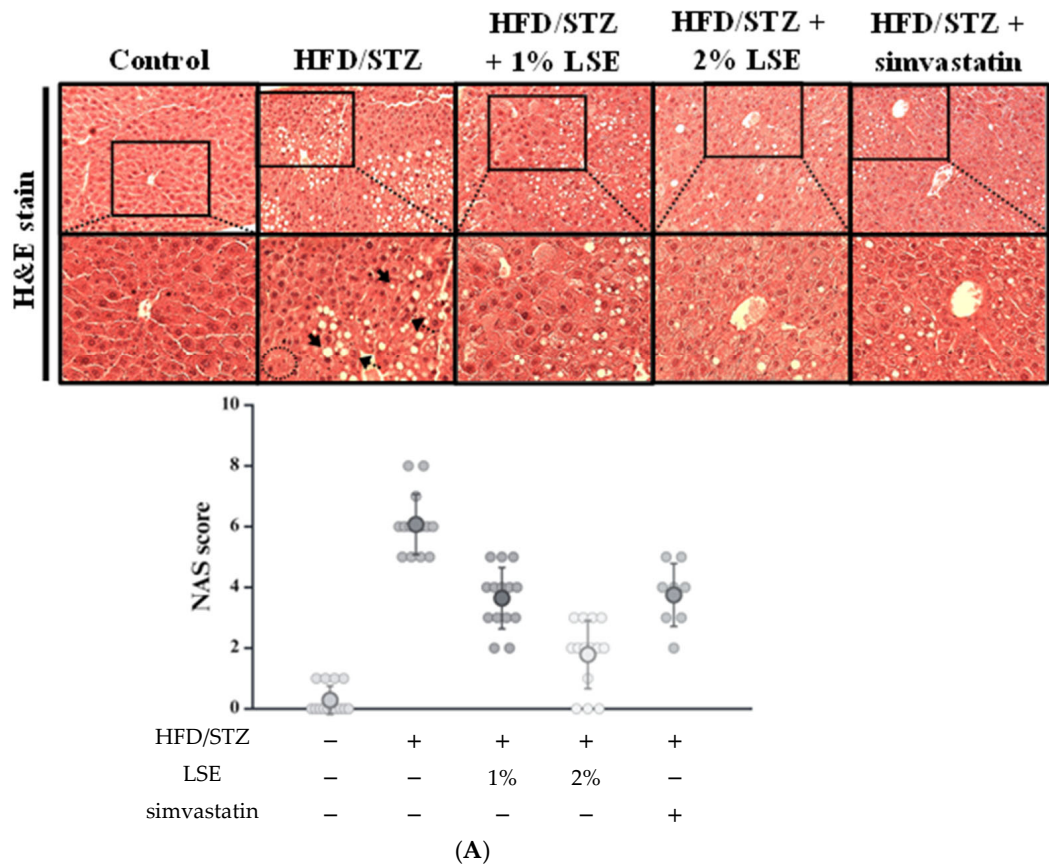 Control
HFD/STZ
HFD/STZ
+ 1% LSE
HFD/STZ +
2% LSE
HFD/STZ +
simvastatin
H&E stain
10
8
6
4
2
0
NAS score
HFD/STZ − + + + +
LSE − − 1% 2% −
simvastatin − − − − +
(A)